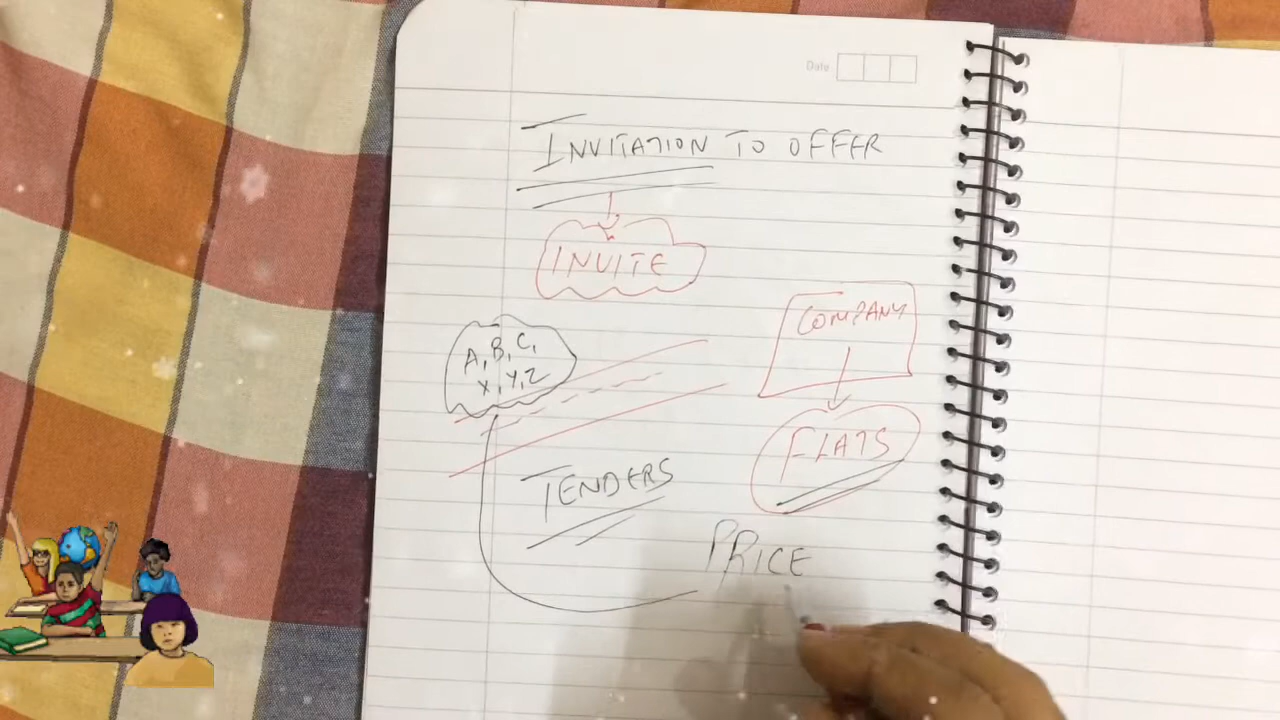 Date
INVITATION TO OFFER
INVITE
COMPANY
A, B, C,
X, Y, Z
FLATS
TENDERS
PRICE